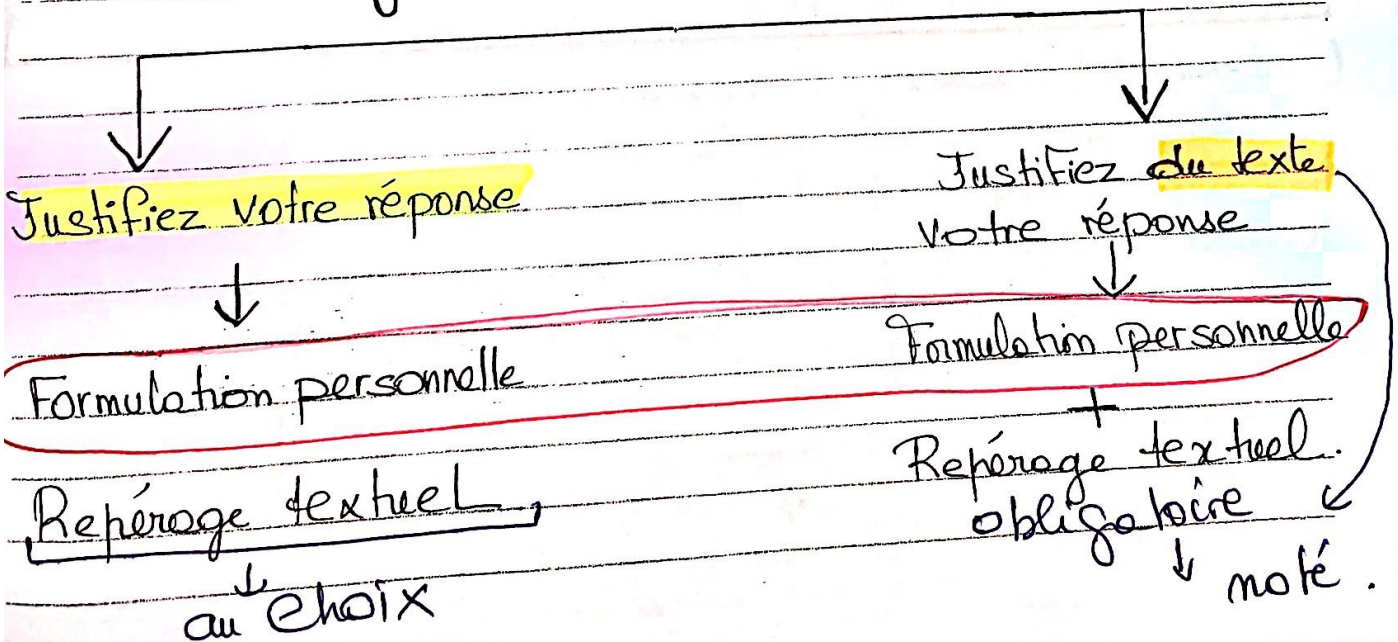 Justifiez votre réponse
Justifiez du texte
votre réponse
Formulation personnelle
Formulation personnelle
+
Repérage textuel
Repérage textuel.
obligatoire
au choix
noté.